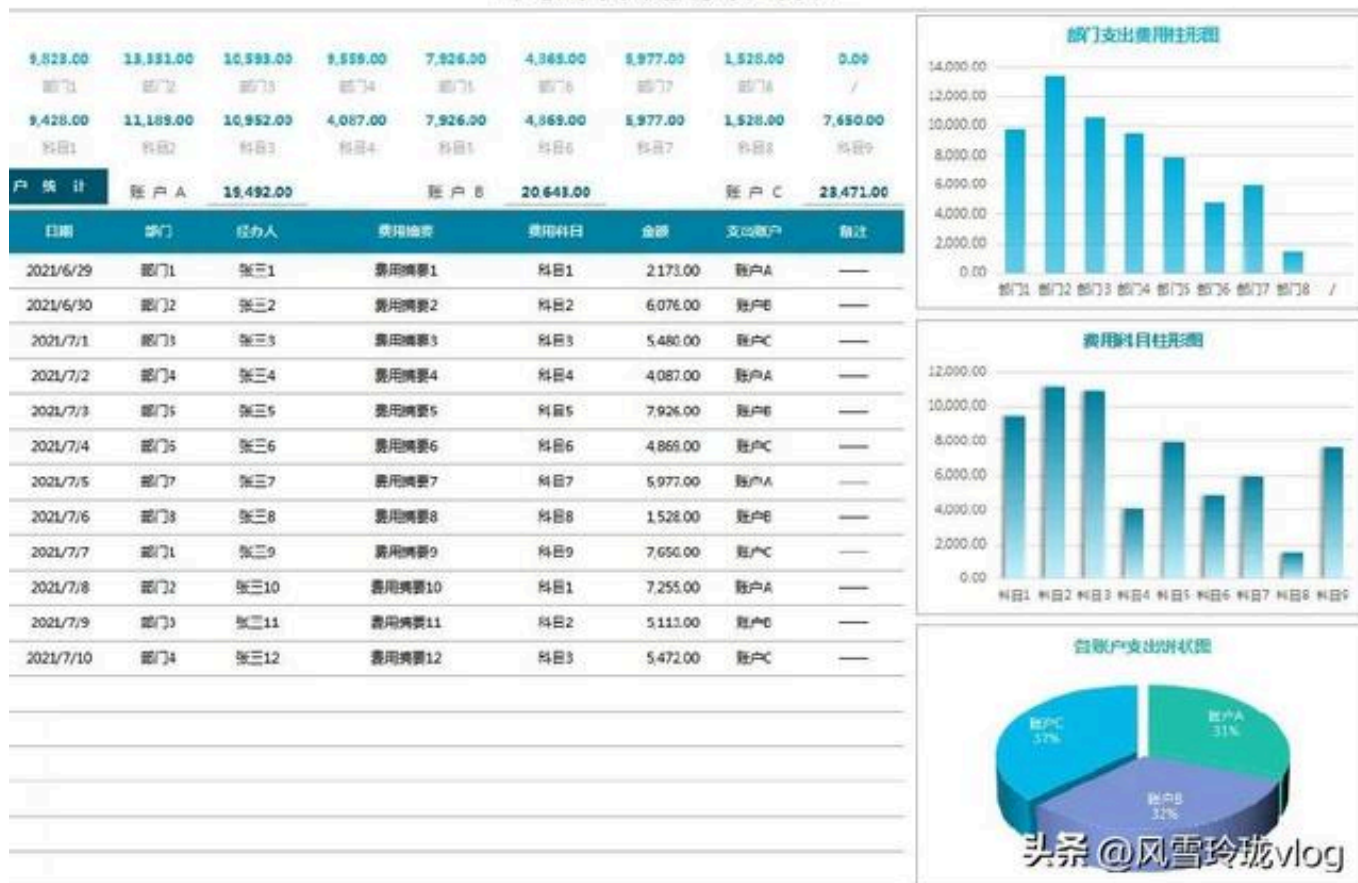 9,823.00 13,331.00 10,593.00 9,559.00 7,926.00 4,869.00 5,977.00 1,528.00 0.00
部门1 部门2 部门3 部门4 部门5 部门6 部门7 部门8 /
9,428.00 11,189.00 10,952.00 4,087.00 7,926.00 4,869.00 5,977.00 1,528.00 7,650.00
科目1 科目2 科目3 科目4 科目5 科目6 科目7 科目8 科目9
户 统 计 账 户 A 19,492.00 账 户 B 20,643.00 账 户 C 23,471.00
日期 部门 经办人 费用摘要 费用科目 金额 支出账户 备注
2021/6/29 部门1 张三1 费用摘要1 科目1 2,173.00 账户A ——
2021/6/30 部门2 张三2 费用摘要2 科目2 6,076.00 账户B ——
2021/7/1 部门3 张三3 费用摘要3 科目3 5,480.00 账户C ——
2021/7/2 部门4 张三4 费用摘要4 科目4 4,087.00 账户A ——
2021/7/3 部门5 张三5 费用摘要5 科目5 7,926.00 账户B ——
2021/7/4 部门6 张三6 费用摘要6 科目6 4,869.00 账户C ——
2021/7/5 部门7 张三7 费用摘要7 科目7 5,977.00 账户A ——
2021/7/6 部门8 张三8 费用摘要8 科目8 1,528.00 账户B ——
2021/7/7 部门1 张三9 费用摘要9 科目9 7,650.00 账户C ——
2021/7/8 部门2 张三10 费用摘要10 科目1 7,255.00 账户A ——
2021/7/9 部门3 张三11 费用摘要11 科目2 5,113.00 账户B ——
2021/7/10 部门4 张三12 费用摘要12 科目3 5,472.00 账户C ——
部门支出费用柱形图
14,000.00
12,000.00
10,000.00
8,000.00
6,000.00
4,000.00
2,000.00
0.00
部门1 部门2 部门3 部门4 部门5 部门6 部门7 部门8 /
费用科目柱形图
12,000.00
10,000.00
8,000.00
6,000.00
4,000.00
2,000.00
0.00
科目1 科目2 科目3 科目4 科目5 科目6 科目7 科目8 科目9
各账户支出饼状图
账户C
37%
账户A
31%
账户B
32%
头条 @风雪玲珑vlog